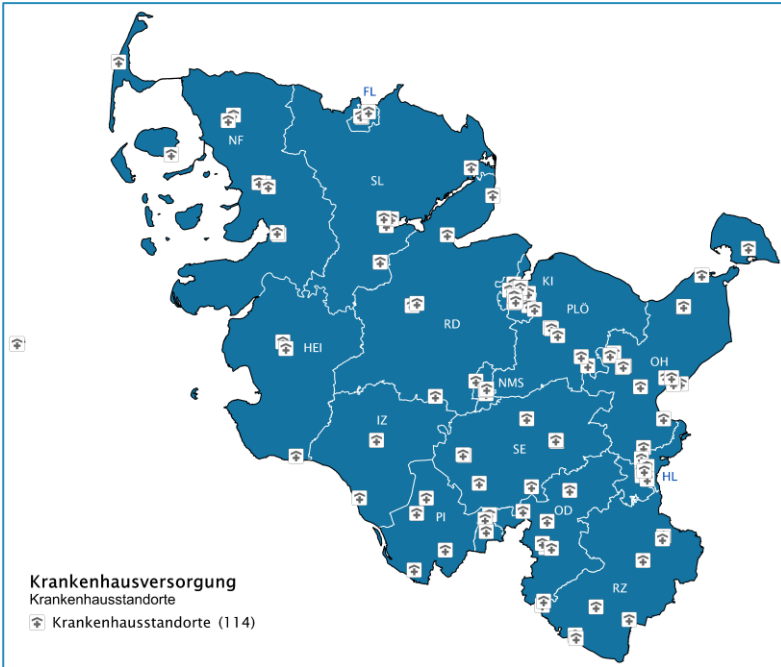 FL
NF
SL
KI
PLÖ
RD
HEI
OH
NMS
IZ
SE
HL
OD
PI
RZ
Krankenhausversorgung
Krankenhausstandorte
Krankenhausstandorte (114)